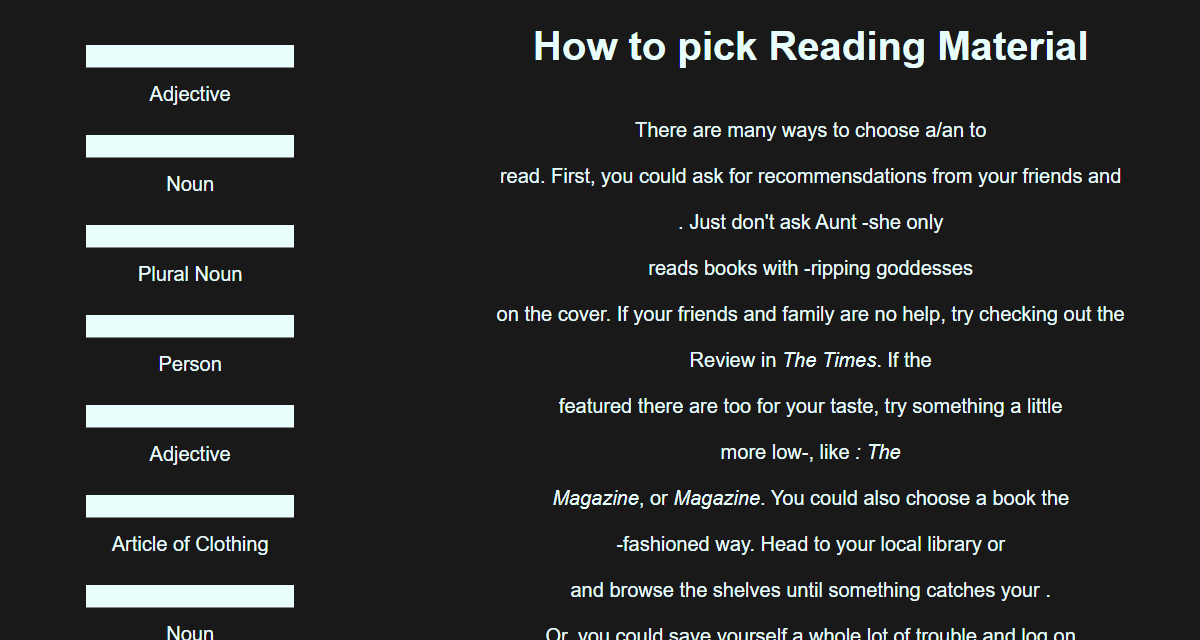 Adjective
Noun
Plural Noun
Person
Adjective
Article of Clothing
Noun
How to pick Reading Material
There are many ways to choose a/an to
read. First, you could ask for recommensdations from your friends and
. Just don't ask Aunt -she only
reads books with -ripping goddesses
on the cover. If your friends and family are no help, try checking out the
Review in The Times. If the
featured there are too for your taste, try something a little
more low-, like : The
Magazine, or Magazine. You could also choose a book the
-fashioned way. Head to your local library or
and browse the shelves until something catches your .
Or, you could save yourself a whole lot of trouble and log on